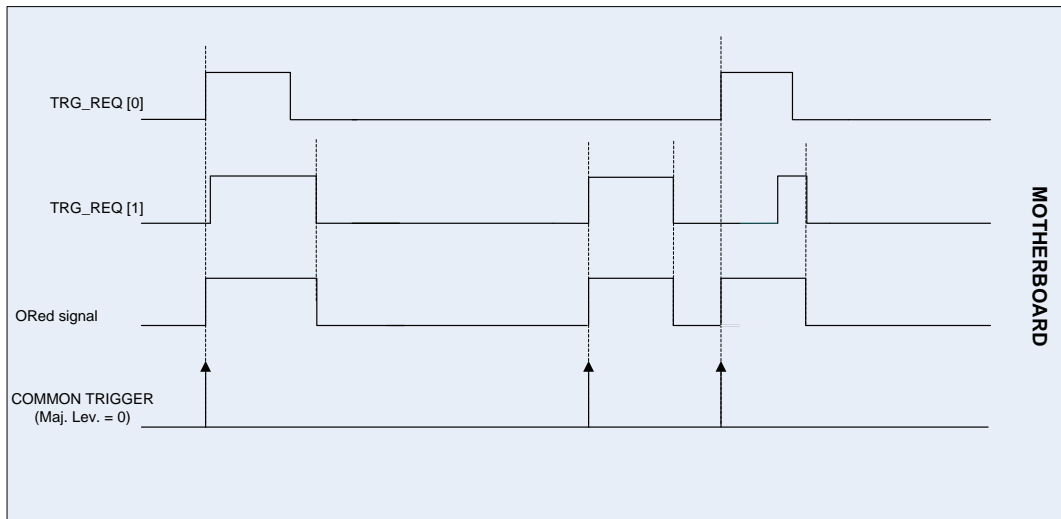 TRG_REQ [0]
TRG_REQ [1]
ORed signal
COMMON TRIGGER
(Maj. Lev. = 0)
MOTHERBOARD